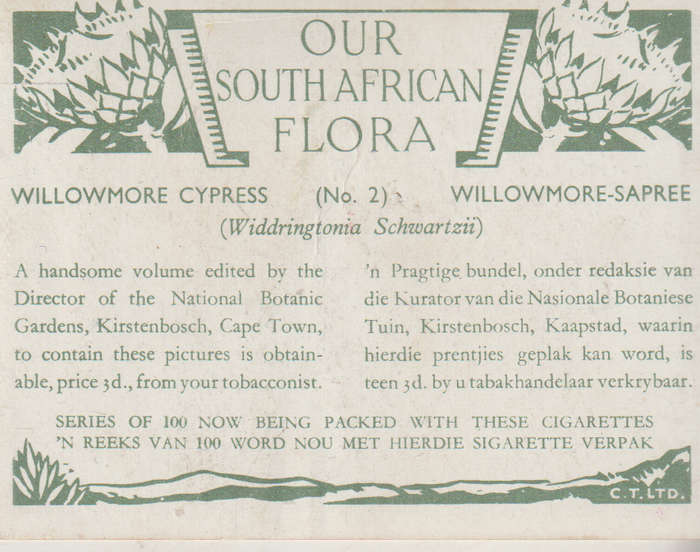 OUR
SOUTH AFRICAN
FLORA
WILLOWMORE CYPRESS (No. 2) WILLOWMORE-SAPREE
(Widdringtonia Schwartzii)
A handsome volume edited by the
Director of the National Botanic
Gardens, Kirstenbosch, Cape Town,
to contain these pictures is obtain-
able, price 3d., from your tobacconist.
'n Pragtige bundel, onder redaksie van
die Kurator van die Nasionale Botaniese
Tuin, Kirstenbosch, Kaapstad, waarin
hierdie prentjies geplak kan word, is
teen 3d. by u tabakhandelaar verkrybaar.
SERIES OF 100 NOW BEING PACKED WITH THESE CIGARETTES
'N REEKS VAN 100 WORD NOU MET HIERDIE SIGARETTE VERPAK
C.T. LTD.